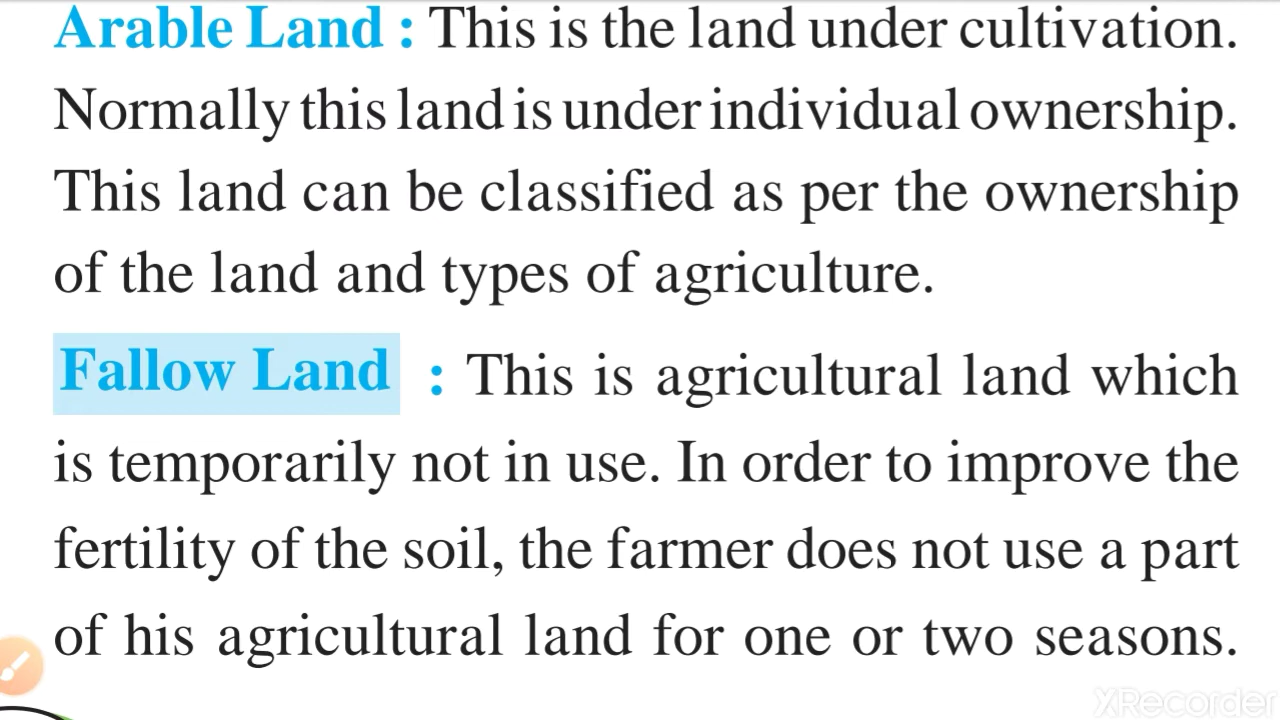 Arable Land : This is the land under cultivation.
Normally this land is under individual ownership.
This land can be classified as per the ownership
of the land and types of agriculture.
Fallow Land : This is agricultural land which
is temporarily not in use. In order to improve the
fertility of the soil, the farmer does not use a part
of his agricultural land for one or two seasons.
XRecorder